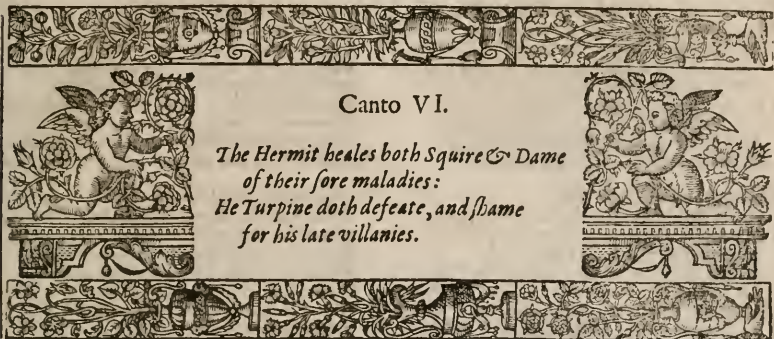 Canto VI.
The Hermit heales both Squire & Dame
of their ſore maladies:
He Turpine doth defeate, and ſhame
for his late villanies.